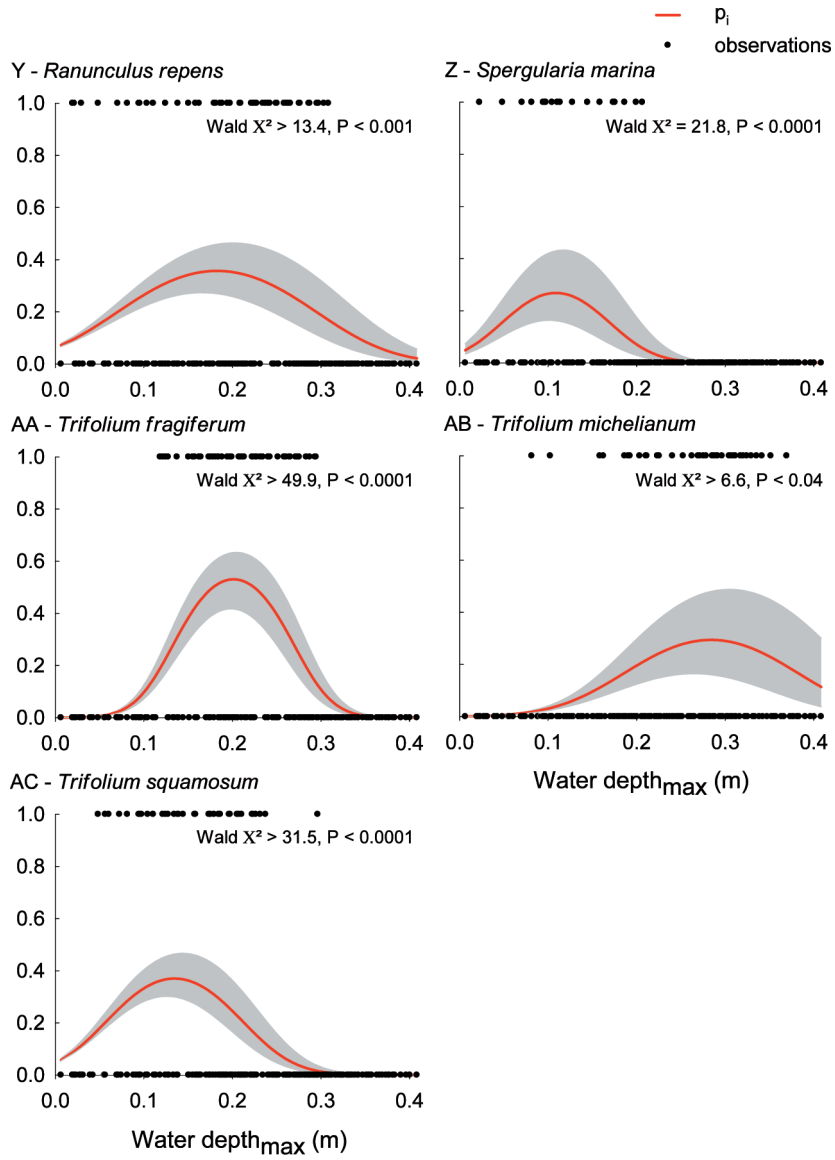 p_i
observations
Y - Ranunculus repens
Z - Spergularia marina
1.0
Wald X² > 13.4, P < 0.001
Wald X² = 21.8, P < 0.0001
0.8
0.6
0.4
0.2
0.0
0.0 0.1 0.2 0.3 0.4
0.0 0.1 0.2 0.3 0.4
AA - Trifolium fragiferum
AB - Trifolium michelianum
1.0
Wald X² > 49.9, P < 0.0001
Wald X² > 6.6, P < 0.04
0.8
0.6
0.4
0.2
0.0
0.0 0.1 0.2 0.3 0.4
0.0 0.1 0.2 0.3 0.4
Water depth_max (m)
AC - Trifolium squamosum
1.0
Wald X² > 31.5, P < 0.0001
0.8
0.6
0.4
0.2
0.0
0.0 0.1 0.2 0.3 0.4
Water depth_max (m)